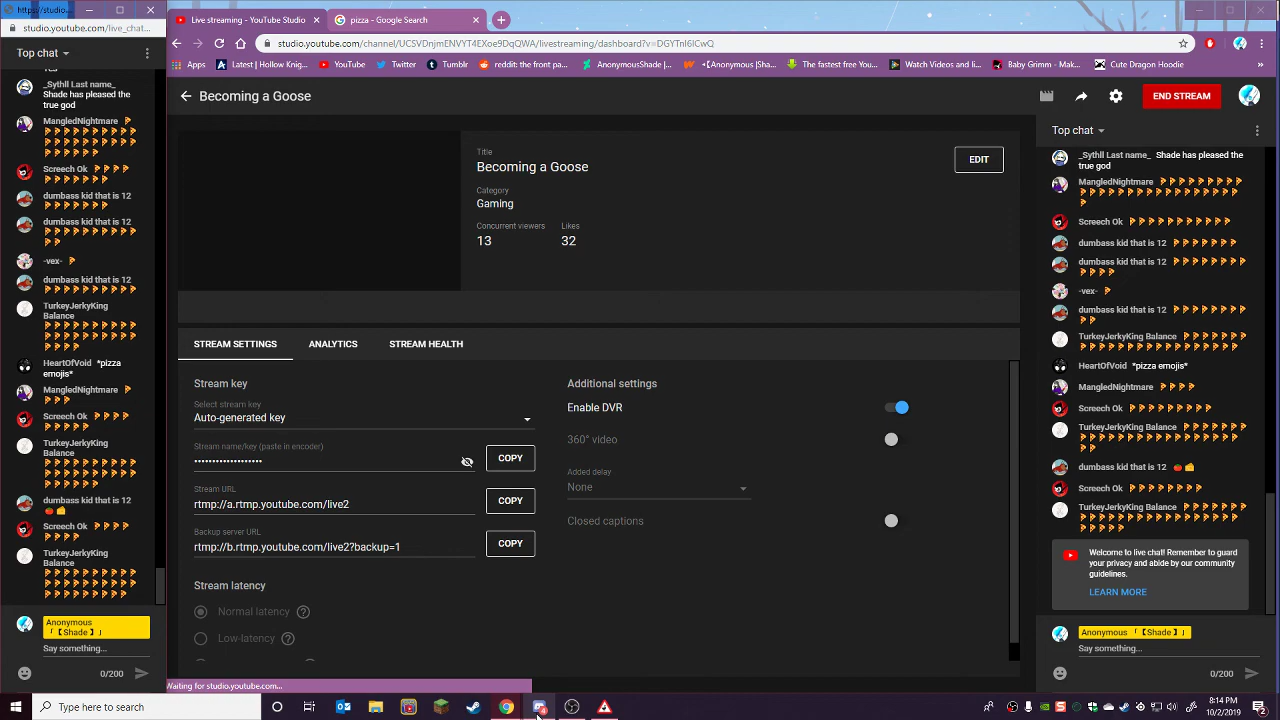 https://studio....
studio.youtube.com/live_chat...
Top chat
_Sythll Last name_
Shade has pleased the
true god
MangledNightmare
Screech Ok
dumbass kid that is 12
dumbass kid that is 12
-vex-
dumbass kid that is 12
TurkeyJerkyKing
Balance
HeartOfVoid *pizza
emojis*
MangledNightmare
Screech Ok
TurkeyJerkyKing
Balance
dumbass kid that is 12
Screech Ok
TurkeyJerkyKing
Balance
Anonymous
「【Shade】」
Say something...
0/200
Live streaming - YouTube Studio
pizza - Google Search
studio.youtube.com/channel/UCSVDnjmENVYT4EXoe9DqQWA/livestreaming/dashboard?v=DGYTnI6ICwQ
Apps
Latest | Hollow Knig...
YouTube
Twitter
Tumblr
reddit: the front pa...
AnonymousShade |...
【Anonymous|Sha...
The fastest free You...
Watch Videos and li...
Baby Grimm - Mak...
Cute Dragon Hoodie
Becoming a Goose
END STREAM
Title
Becoming a Goose
EDIT
Category
Gaming
Concurrent viewers
Likes
13
32
STREAM SETTINGS
ANALYTICS
STREAM HEALTH
Stream key
Select stream key
Auto-generated key
Stream name/key (paste in encoder)
•••••••••••••••••••
COPY
Stream URL
rtmp://a.rtmp.youtube.com/live2
COPY
Backup server URL
rtmp://b.rtmp.youtube.com/live2?backup=1
COPY
Stream latency
Normal latency
Low-latency
Additional settings
Enable DVR
360° video
Added delay
None
Closed captions
Top chat
_Sythll Last name_ Shade has pleased the
true god
MangledNightmare
Screech Ok
dumbass kid that is 12
dumbass kid that is 12
-vex-
dumbass kid that is 12
TurkeyJerkyKing Balance
HeartOfVoid *pizza emojis*
MangledNightmare
Screech Ok
TurkeyJerkyKing Balance
dumbass kid that is 12
Screech Ok
TurkeyJerkyKing Balance
Welcome to live chat! Remember to guard
your privacy and abide by our community
guidelines.
LEARN MORE
Anonymous 「【Shade】」
Say something...
0/200
Waiting for studio.youtube.com...
Type here to search
8:14 PM
10/2/2019